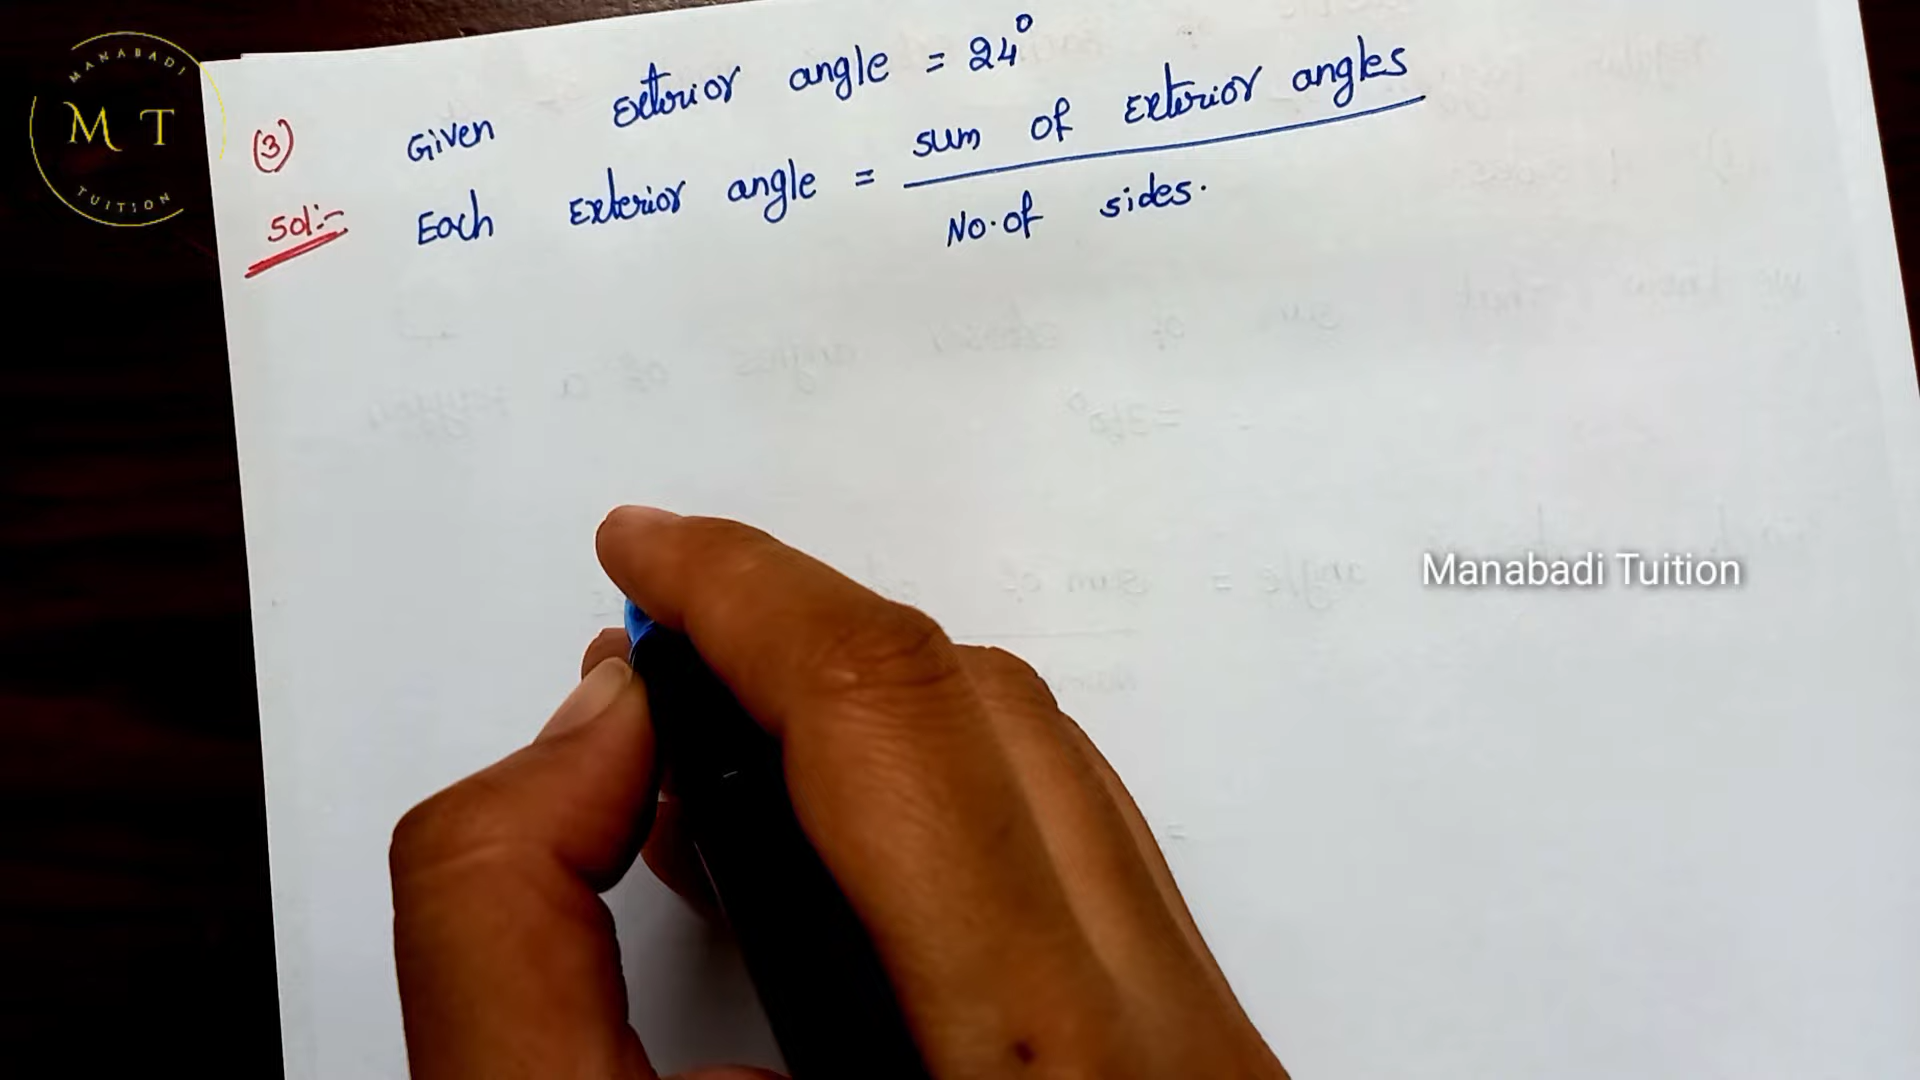 MANABADI
M T
TUITION
(3) Given exterior angle = 24°
Sol:- Each Exterior angle = sum of Exterior angles
No. of sides.
Manabadi Tuition